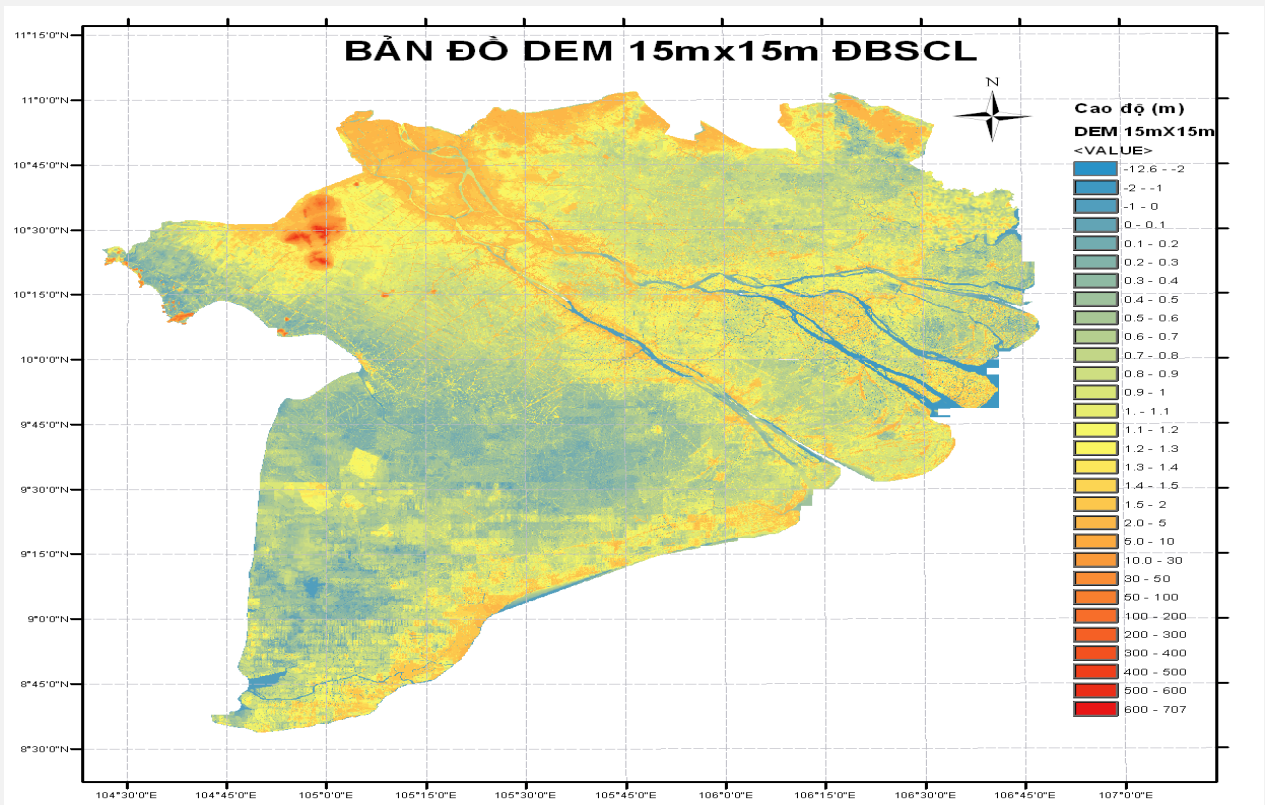 BẢN ĐỒ DEM 15mx15m ĐBSCL
N
11°15'0"N
11°0'0"N
10°45'0"N
10°30'0"N
10°15'0"N
10°0'0"N
9°45'0"N
9°30'0"N
9°15'0"N
9°0'0"N
8°45'0"N
8°30'0"N
104°30'0"E
104°45'0"E
105°0'0"E
105°15'0"E
105°30'0"E
105°45'0"E
106°0'0"E
106°15'0"E
106°30'0"E
106°45'0"E
107°0'0"E
Cao độ (m)
DEM 15mX15m
<VALUE>
-12.6 - -2
-2 - -1
-1 - 0
0 - 0.1
0.1 - 0.2
0.2 - 0.3
0.3 - 0.4
0.4 - 0.5
0.5 - 0.6
0.6 - 0.7
0.7 - 0.8
0.8 - 0.9
0.9 - 1
1. - 1.1
1.1 - 1.2
1.2 - 1.3
1.3 - 1.4
1.4 - 1.5
1.5 - 2
2.0 - 5
5.0 - 10
10.0 - 30
30 - 50
50 - 100
100 - 200
200 - 300
300 - 400
400 - 500
500 - 600
600 - 707